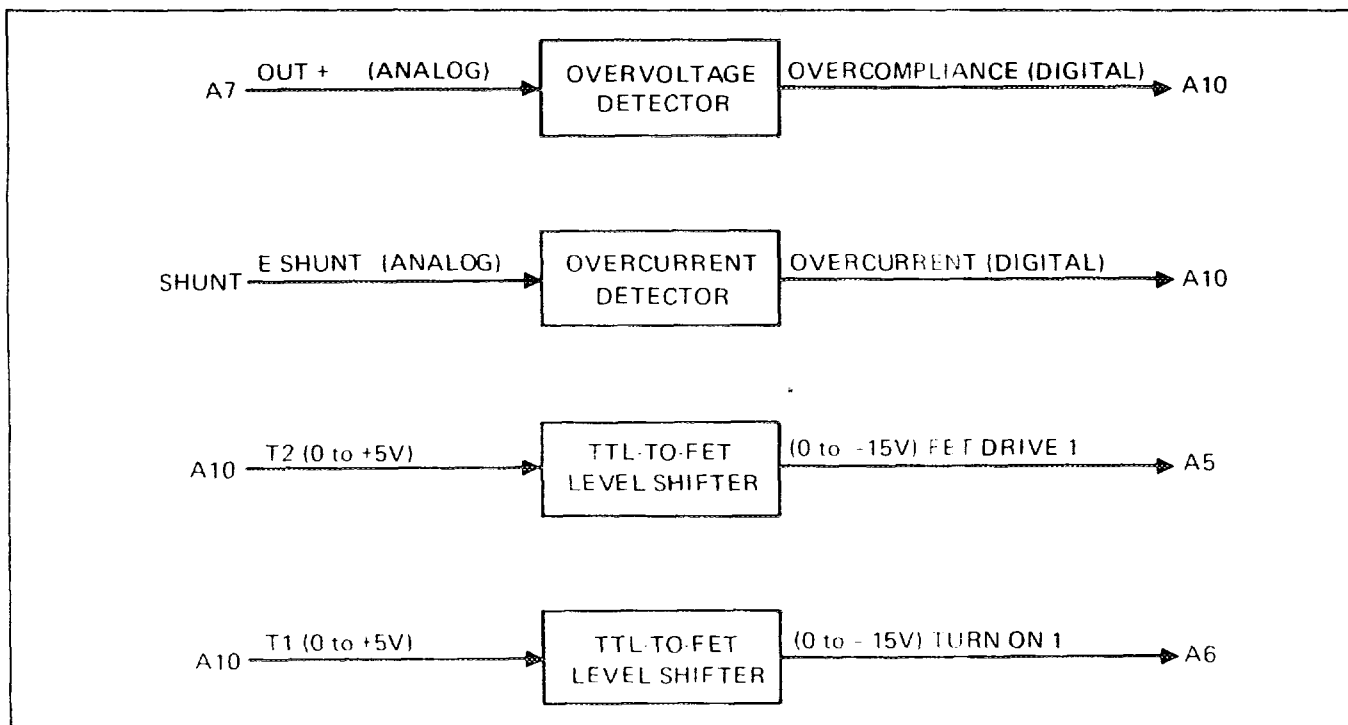 A7 OUT + (ANALOG) OVERVOLTAGE DETECTOR OVERCOMPLIANCE (DIGITAL) A10
SHUNT E SHUNT (ANALOG) OVERCURRENT DETECTOR OVERCURRENT (DIGITAL) A10
A10 T2 (0 to +5V) TTL-TO-FET LEVEL SHIFTER (0 to -15V) FET DRIVE 1 A5
A10 T1 (0 to +5V) TTL-TO-FET LEVEL SHIFTER (0 to -15V) TURN ON 1 A6